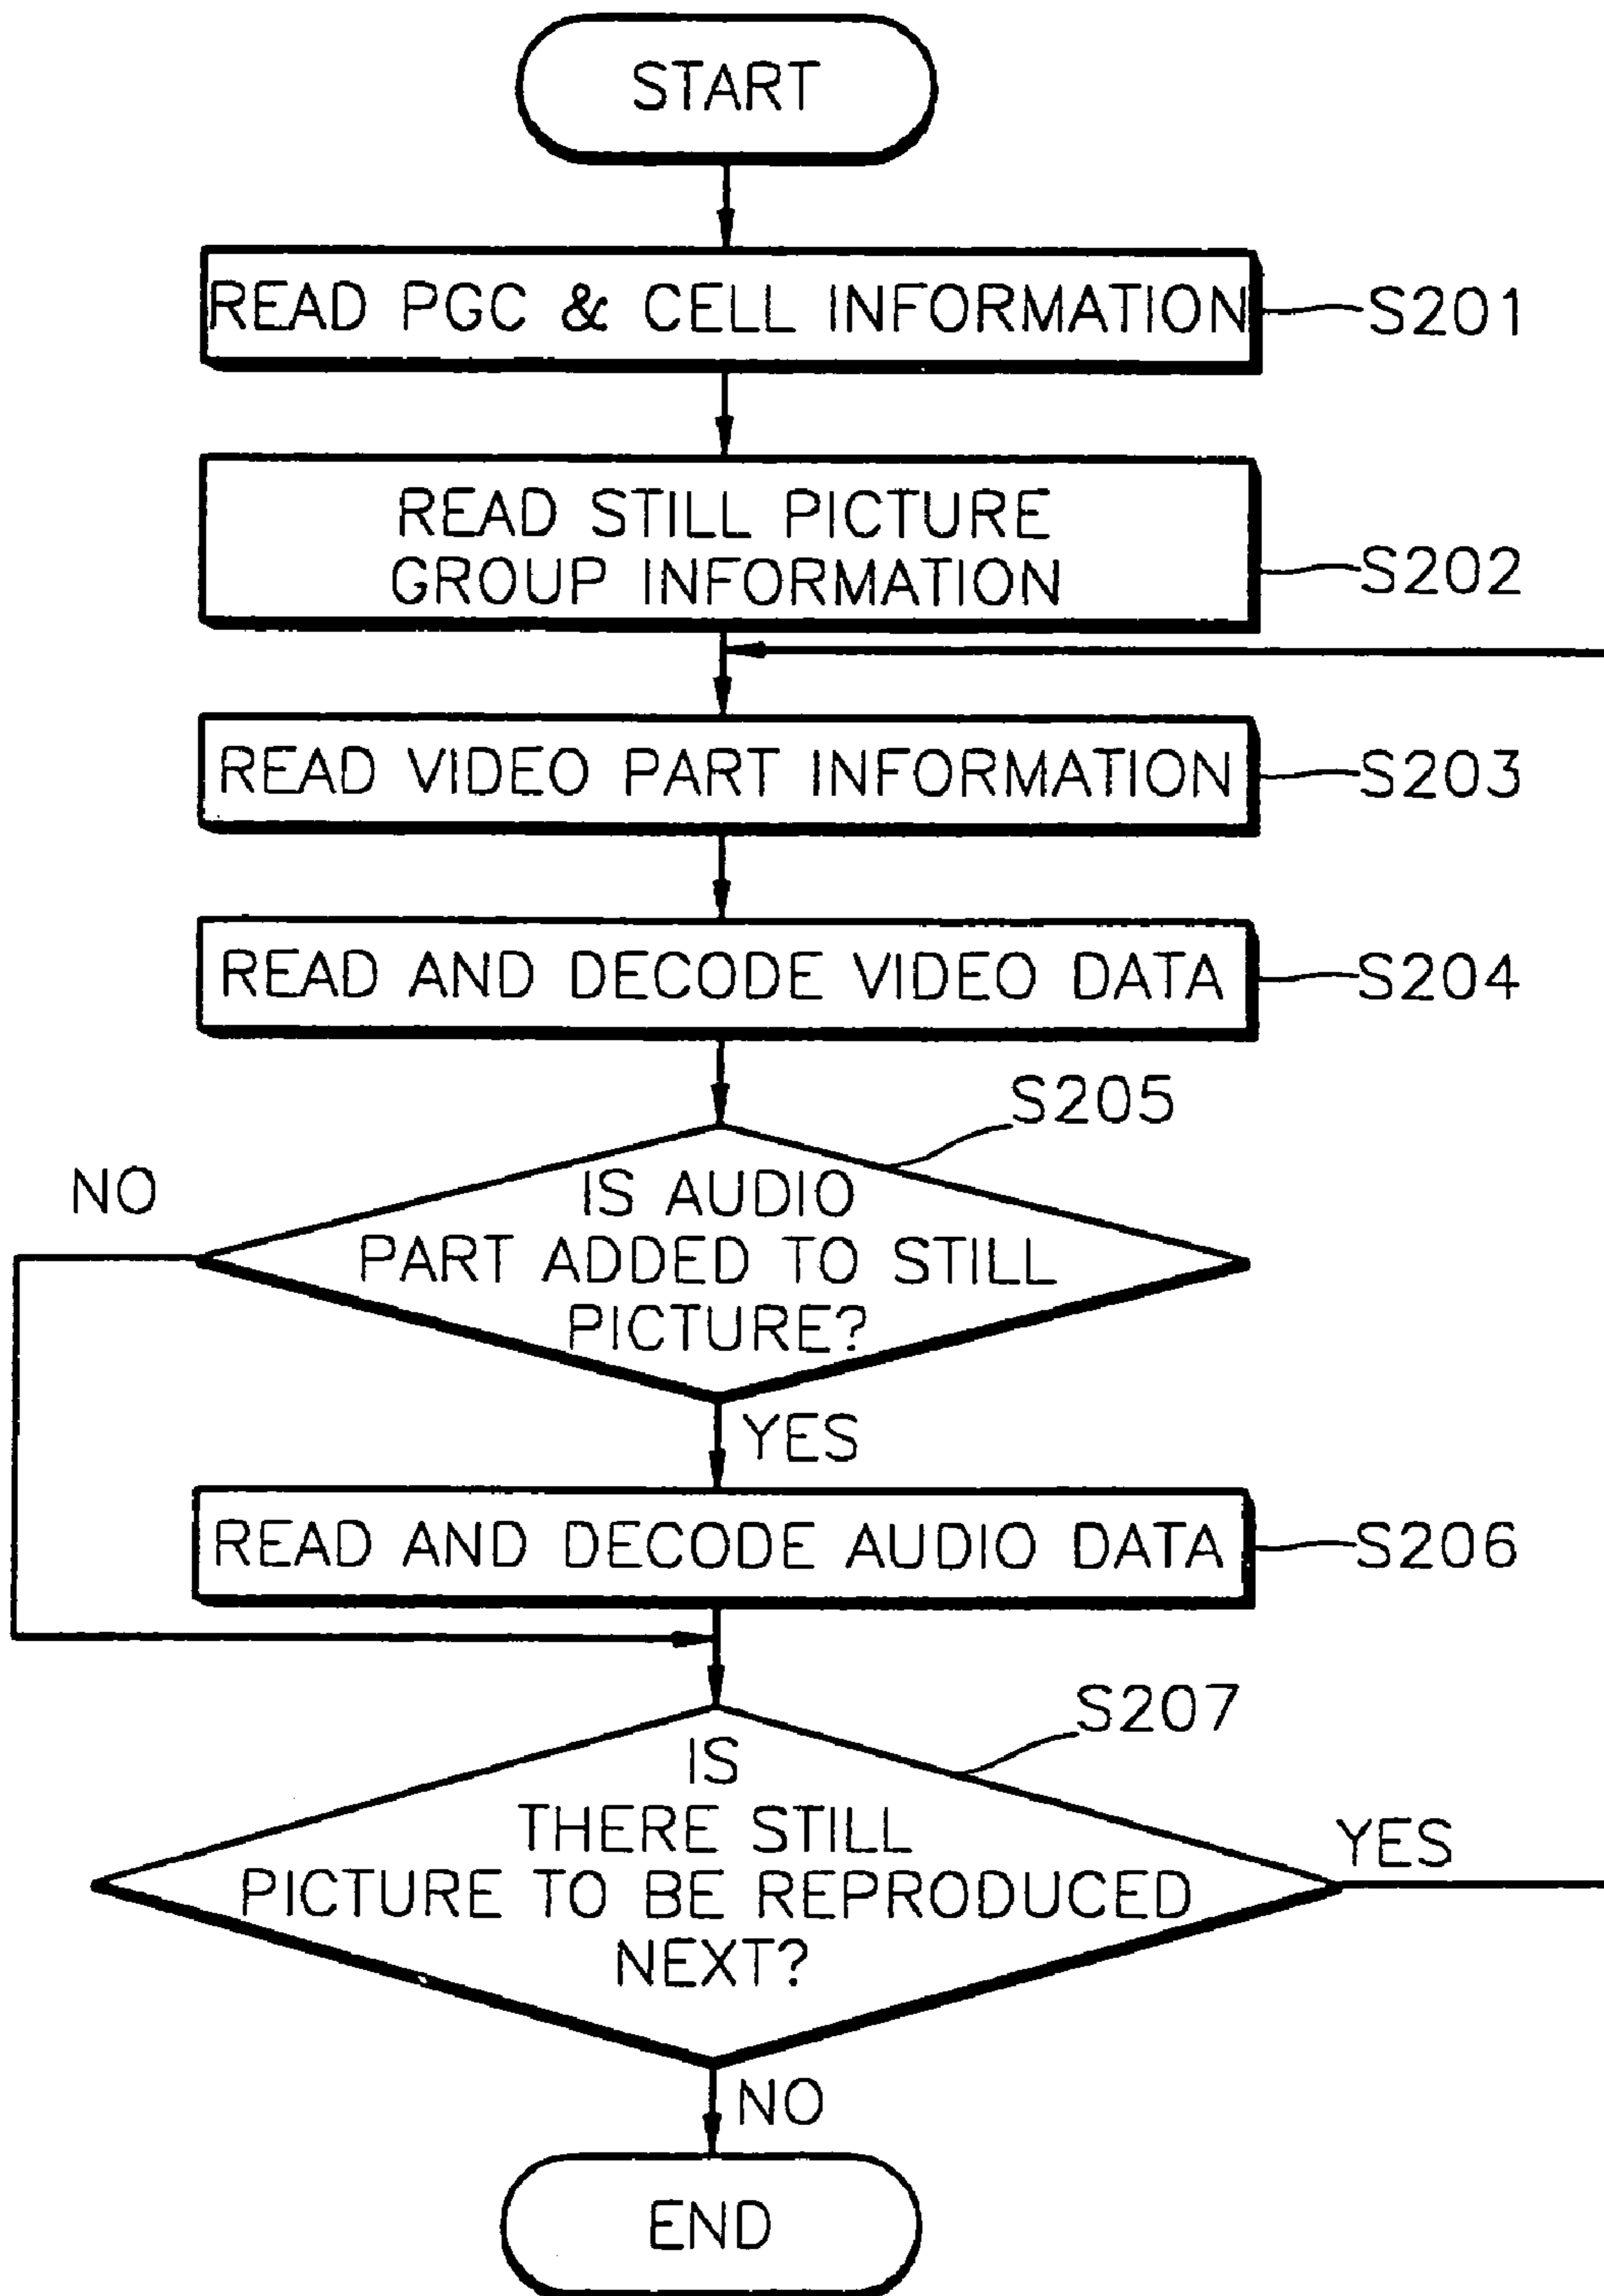 START
READ PGC & CELL INFORMATION
S201
READ STILL PICTURE
GROUP INFORMATION
S202
READ VIDEO PART INFORMATION
S203
READ AND DECODE VIDEO DATA
S204
S205
NO
IS AUDIO
PART ADDED TO STILL
PICTURE?
YES
READ AND DECODE AUDIO DATA
S206
S207
IS
THERE STILL
PICTURE TO BE REPRODUCED
NEXT?
YES
NO
END